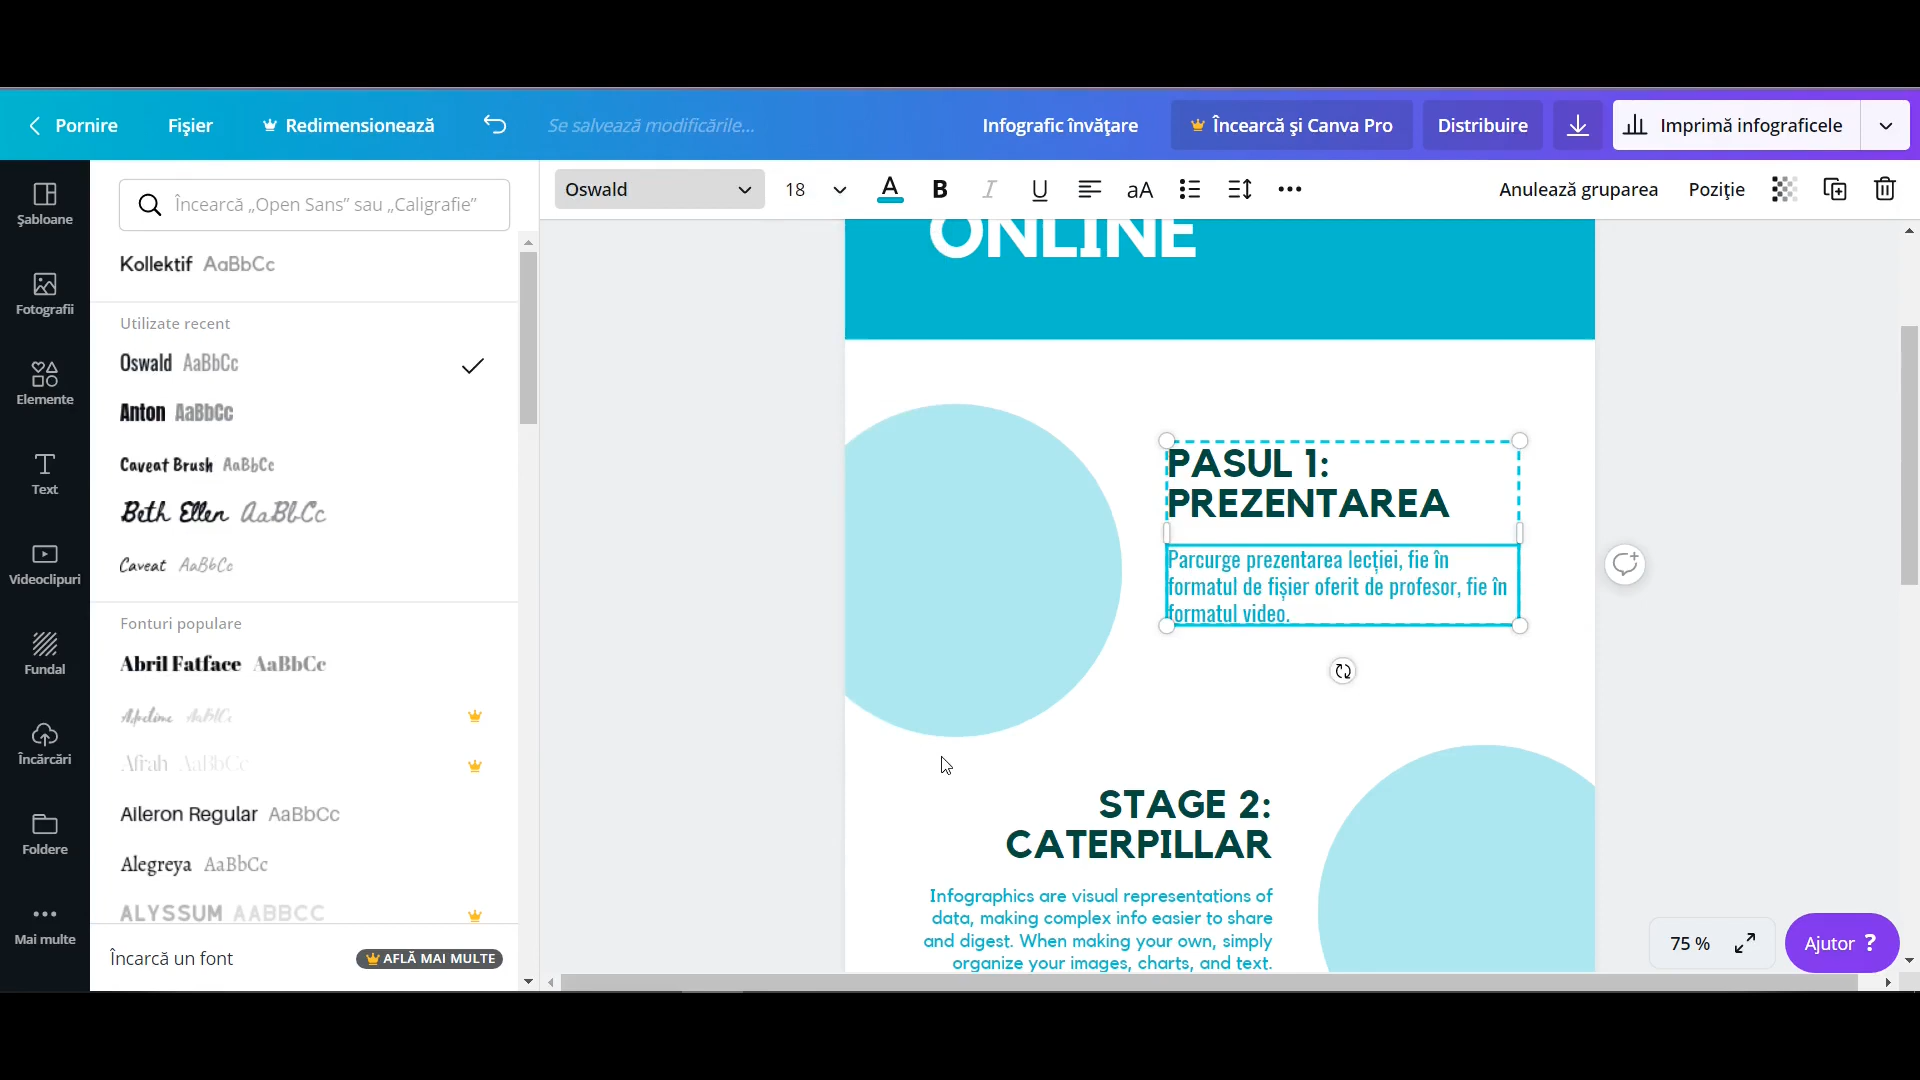 Pornire
Fișier
Redimensionează
Se salvează modificările...
Infografic învățare
Încearcă și Canva Pro
Distribuire
Imprimă infograficele
Șabloane
Fotografii
Elemente
Text
Videoclipuri
Fundal
Încărcări
Foldere
Mai multe
Încearcă „Open Sans” sau „Caligrafie”
Kollektif AaBbCc
Utilizate recent
Oswald AaBbCc
Anton AaBbCc
Caveat Brush AaBbCc
Beth Ellen AaBbCc
Caveat AaBbCc
Fonturi populare
Abril Fatface AaBbCc
Adeline AaBbCc
Afrah AaBbCc
Aileron Regular AaBbCc
Alegreya AaBbCc
ALYSSUM AABBCC
Încarcă un font
AFLĂ MAI MULTE
Oswald
18
A
B
I
U
aA
Anulează gruparea
Poziție
ONLINE
PASUL 1:
PREZENTAREA
Parcurge prezentarea lecției, fie în
formatul de fișier oferit de profesor, fie în
formatul video.
STAGE 2:
CATERPILLAR
Infographics are visual representations of
data, making complex info easier to share
and digest. When making your own, simply
organize your images, charts, and text.
75 %
Ajutor ?